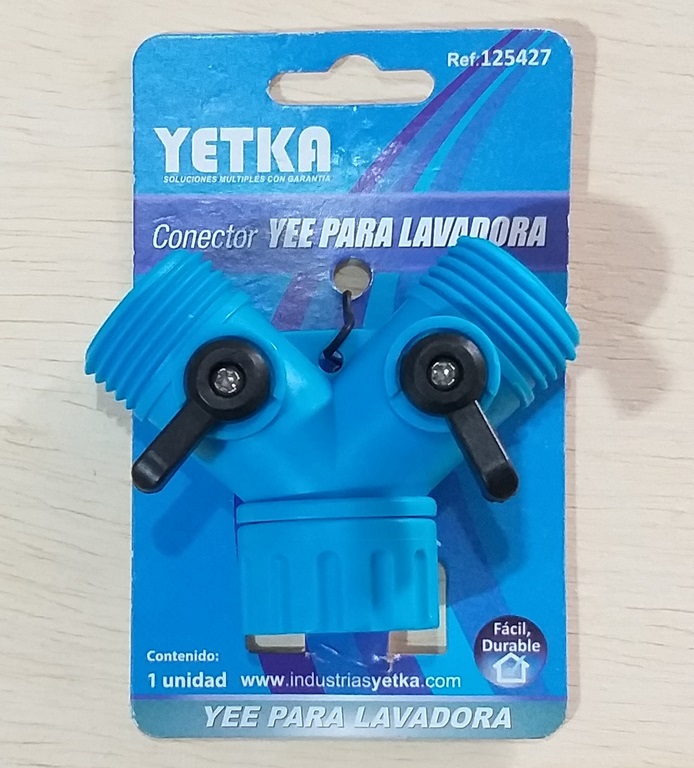 Ref:125427
YETKA
SOLUCIONES MULTIPLES CON GARANTIA
Conector YEE PARA LAVADORA
Fácil,
Durable
Contenido:
1 unidad www.industriasyetka.com
YEE PARA LAVADORA